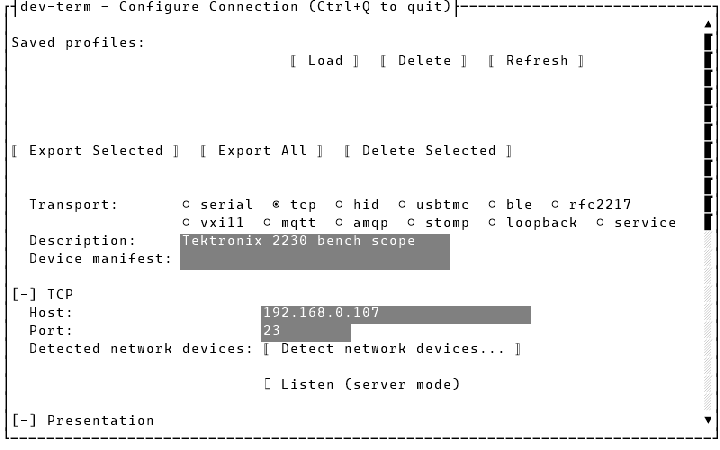 dev-term - Configure Connection (Ctrl+Q to quit)
Saved profiles:
[ Load ] [ Delete ] [ Refresh ]
[ Export Selected ] [ Export All ] [ Delete Selected ]
Transport: serial tcp hid usbtmc ble rfc2217
vxi11 mqtt amqp stomp loopback service
Description: Tektronix 2230 bench scope
Device manifest:
[-] TCP
Host: 192.168.0.107
Port: 23
Detected network devices: [ Detect network devices... ]
Listen (server mode)
[-] Presentation